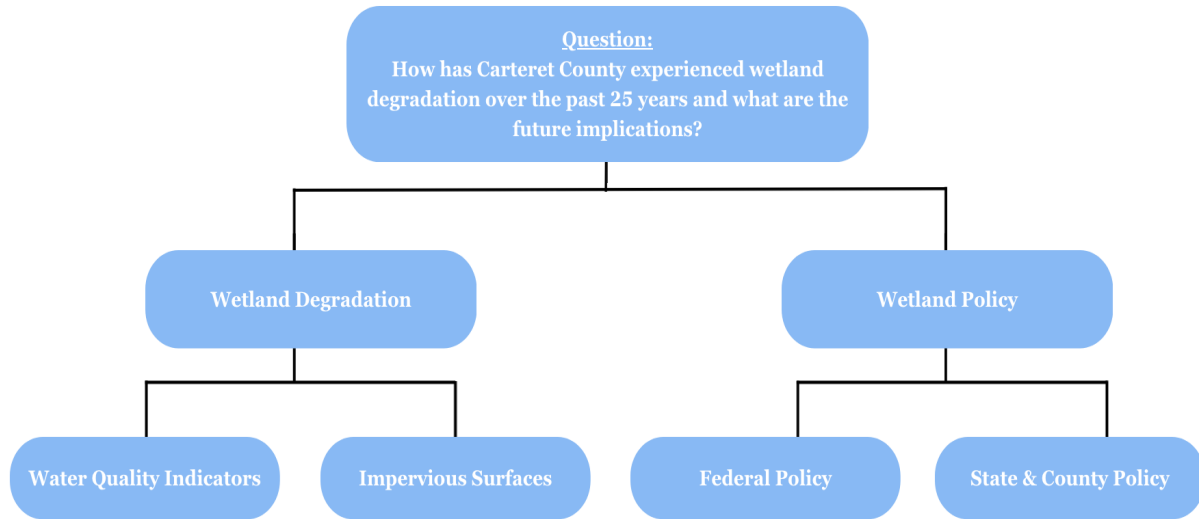 Question:
How has Carteret County experienced wetland
degradation over the past 25 years and what are the
future implications?
Wetland Degradation
Wetland Policy
Water Quality Indicators
Impervious Surfaces
Federal Policy
State & County Policy